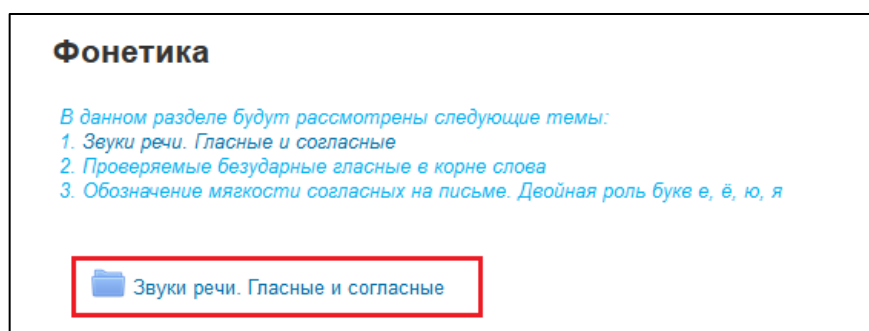 Фонетика
В данном разделе будут рассмотрены следующие темы:
1. Звуки речи. Гласные и согласные
2. Проверяемые безударные гласные в корне слова
3. Обозначение мягкости согласных на письме. Двойная роль букв е, ё, ю, я
Звуки речи. Гласные и согласные